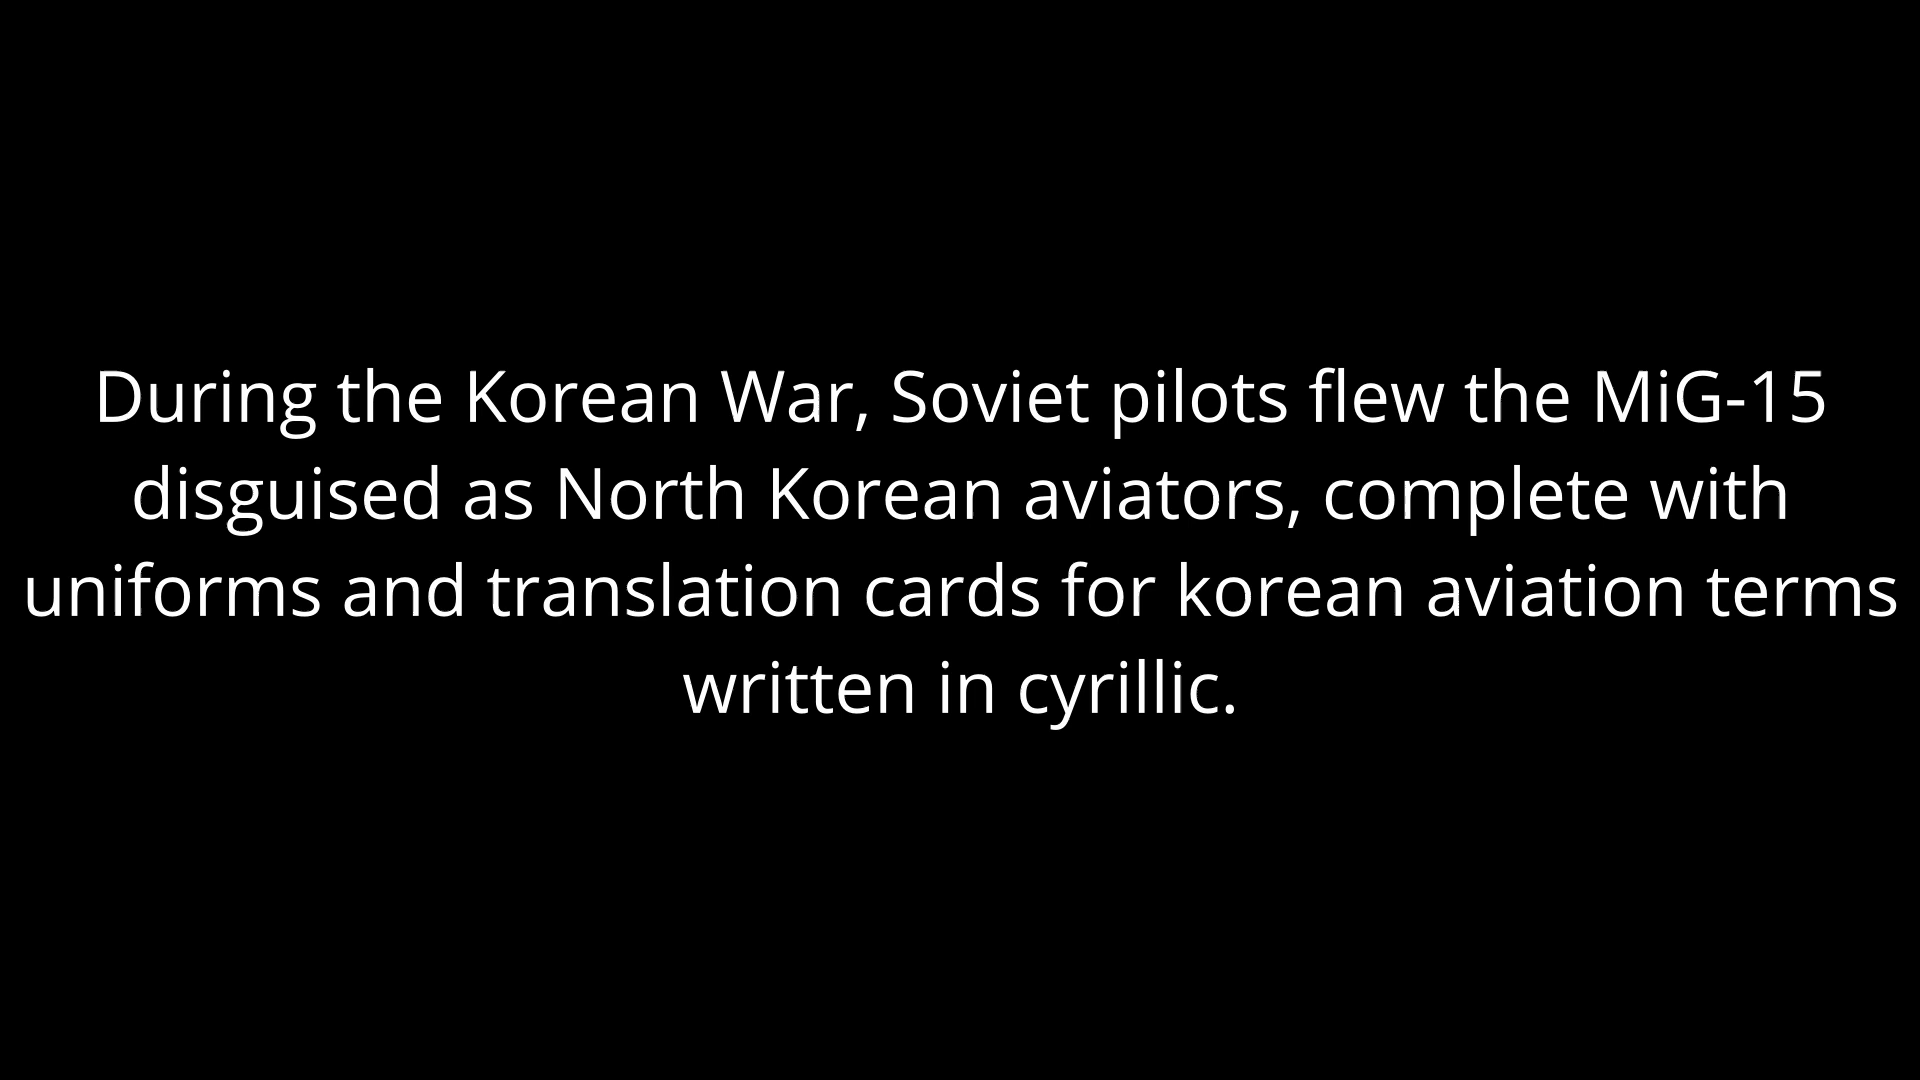 During the Korean War, Soviet pilots flew the MiG-15
disguised as North Korean aviators, complete with
uniforms and translation cards for korean aviation terms
written in cyrillic.